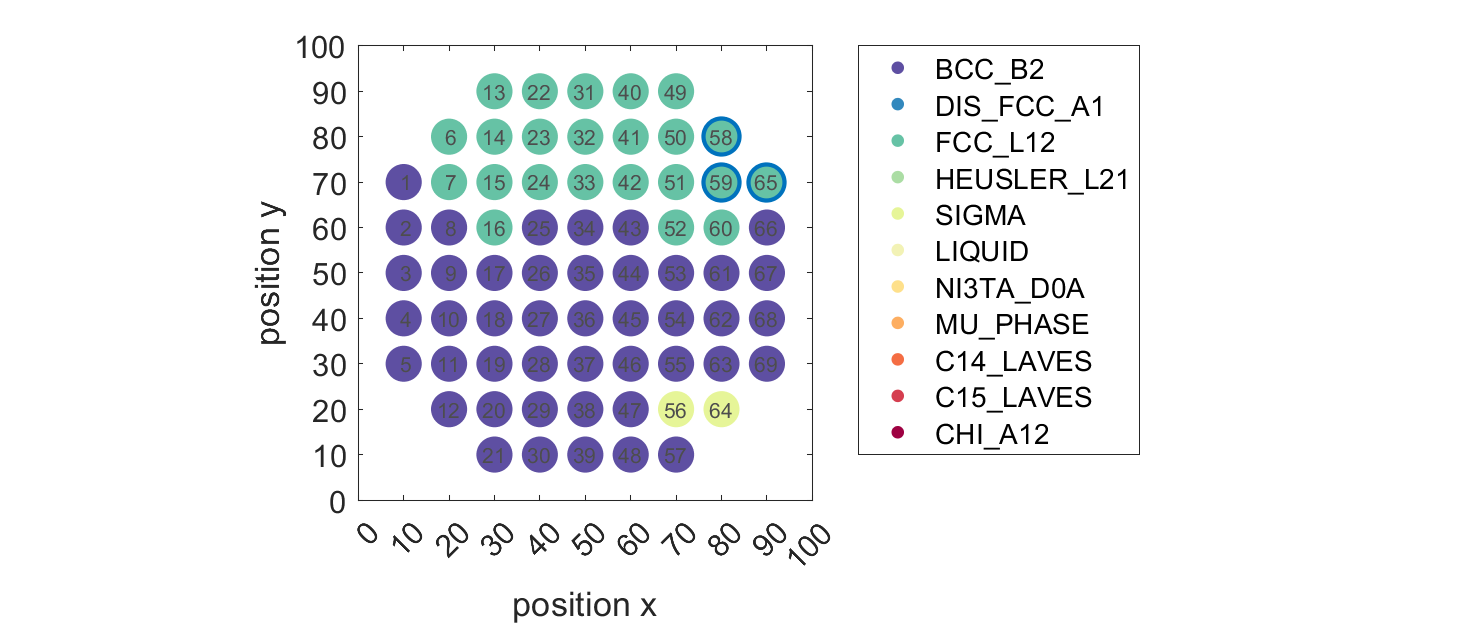 100
90
80
70
60
50
40
30
20
10
0
position y
13 22 31 40 49
6 14 23 32 41 50 58
1 7 15 24 33 42 51 59 65
2 8 16 25 34 43 52 60 66
3 9 17 26 35 44 53 61 67
4 10 18 27 36 45 54 62 68
5 11 19 28 37 46 55 63 69
12 20 29 38 47 56 64
21 30 39 48 57
0 10 20 30 40 50 60 70 80 90 100
position x
BCC_B2
DIS_FCC_A1
FCC_L12
HEUSLER_L21
SIGMA
LIQUID
NI3TA_D0A
MU_PHASE
C14_LAVES
C15_LAVES
CHI_A12